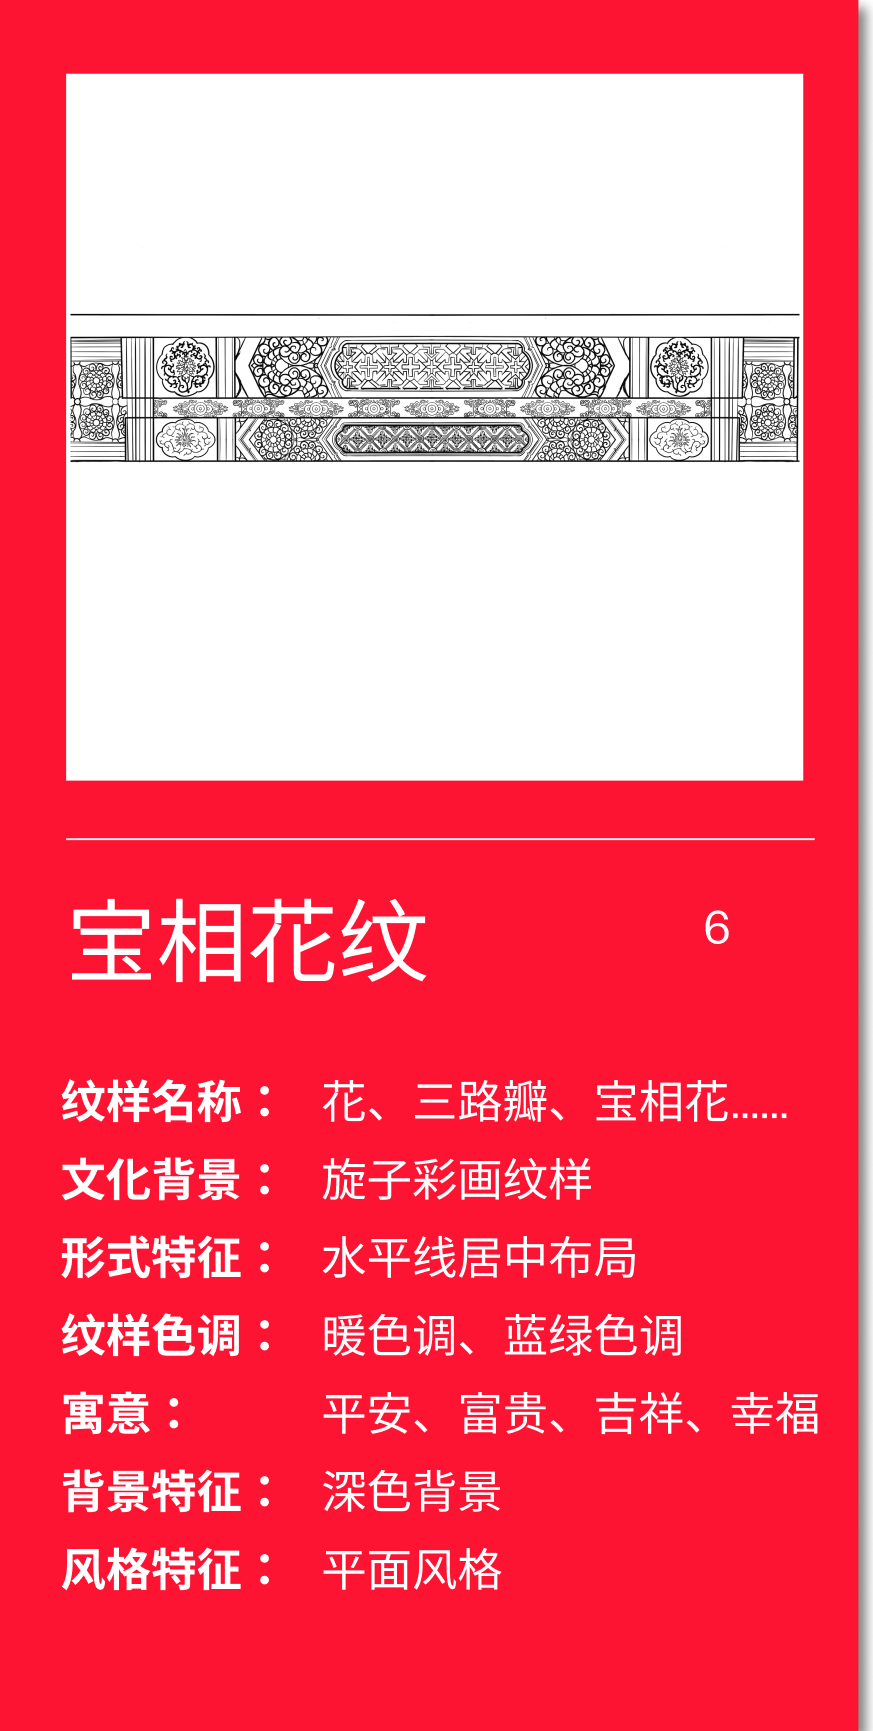 宝相花纹 6
纹样名称： 花、三路瓣、宝相花......
文化背景： 旋子彩画纹样
形式特征： 水平线居中布局
纹样色调： 暖色调、蓝绿色调
寓意： 平安、富贵、吉祥、幸福
背景特征： 深色背景
风格特征： 平面风格